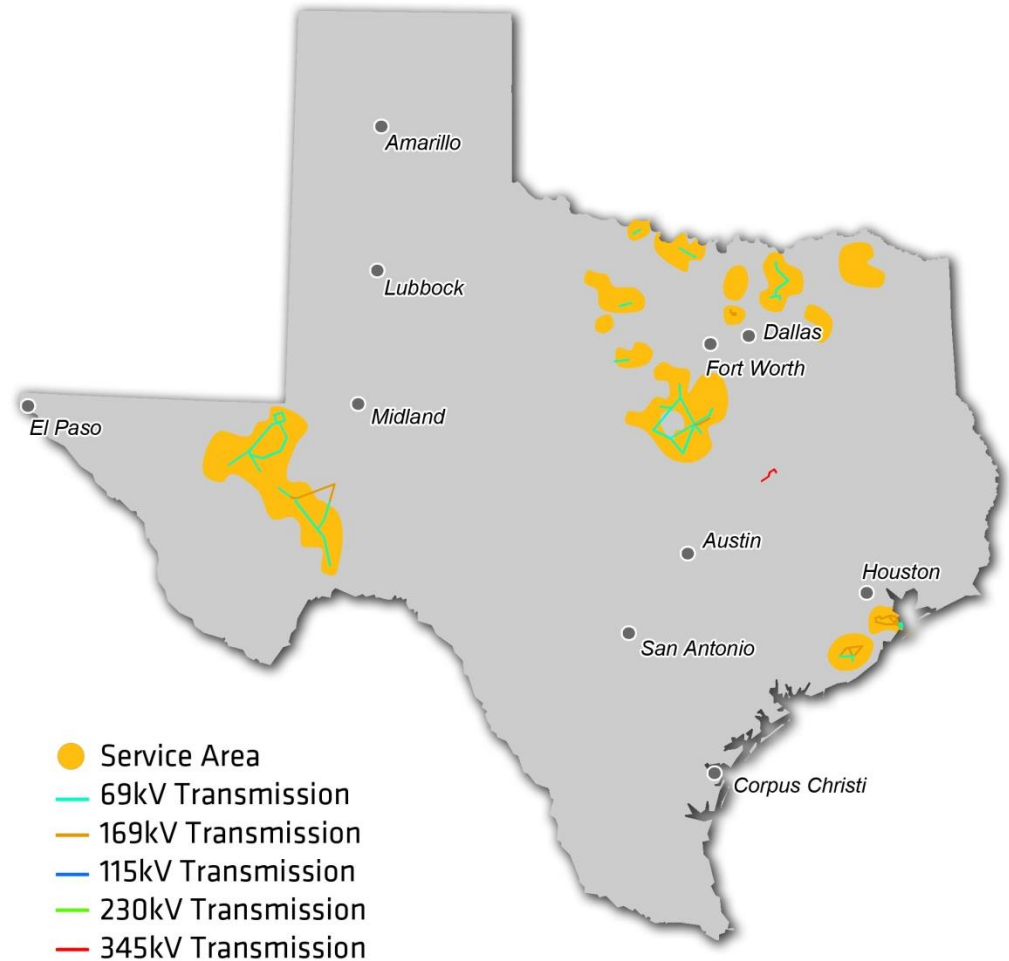 Amarillo
Lubbock
Dallas
Fort Worth
El Paso
Midland
Austin
Houston
San Antonio
Corpus Christi
Service Area
69kV Transmission
169kV Transmission
115kV Transmission
230kV Transmission
345kV Transmission